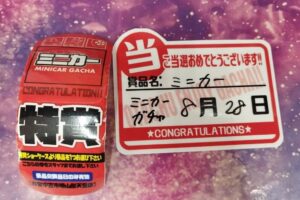 ミニカー
MINICAR GACHA
CONGRATULATIONS!
特賞
当
ご当選おめでとうございます!!
賞品名: ミニカー
ミニカー
ガチャ 8月28日
★CONGRATULATIONS★